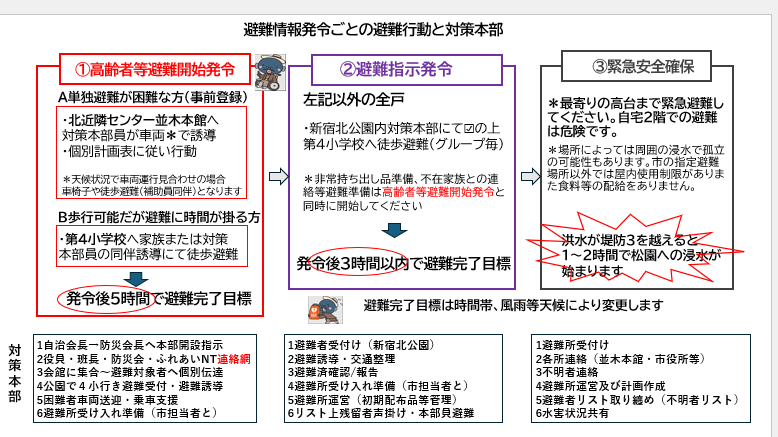 避難情報発令ごとの避難行動と対策本部
①高齢者等避難開始発令
A単独避難が困難な方（事前登録）
・北近隣センター並木本館へ
対策本部員が車両＊で誘導
・個別計画表に従い行動
＊天候状況で車両運行見合わせの場合
車椅子や徒歩避難（補助員同伴）となります
B歩行可能だが避難に時間が掛る方
・第4小学校へ家族または対策
本部員の同伴誘導にて徒歩避難
発令後5時間で避難完了目標
②避難指示発令
左記以外の全戸
・新宿北公園内対策本部にて☑の上
第4小学校へ徒歩避難（グループ毎）
＊非常持ち出し品準備、不在家族との連
絡等避難準備は高齢者等避難開始発令と
同時に開始してください
発令後3時間以内で避難完了目標
③緊急安全確保
＊最寄りの高台まで緊急避難し
てください。自宅2階での避難
は危険です。
＊場所によっては周囲の浸水で孤立
の可能性もあります。市の指定避難
場所以外では屋内使用制限がありま
た食料等の配給をありません。
洪水が堤防3を越えると
1～2時間で松園への浸水が
始まります
避難完了目標は時間帯、風雨等天候により変更します
対策本部
1自治会長→防災会長へ本部開設指示
2役員・班長・防災会・ふれあいNT連絡網
3会館に集合～避難対象者へ個別伝達
4公園で４小行き避難受付・避難誘導
5困難者車両送迎・乗車支援
6避難所受け入れ準備（市担当者と）
1避難者受付け（新宿北公園）
2避難誘導・交通整理
3避難済確認/報告
4避難所受け入れ準備（市担当者と）
5避難所運営（初期配布品等管理）
6リスト上残留者声掛け・本部員避難
1避難所受付け
2各所連絡（並木本館・市役所等）
3不明者連絡
4避難所運営及び計画作成
5避難者リスト取り纏め（不明者リスト）
6水害状況共有